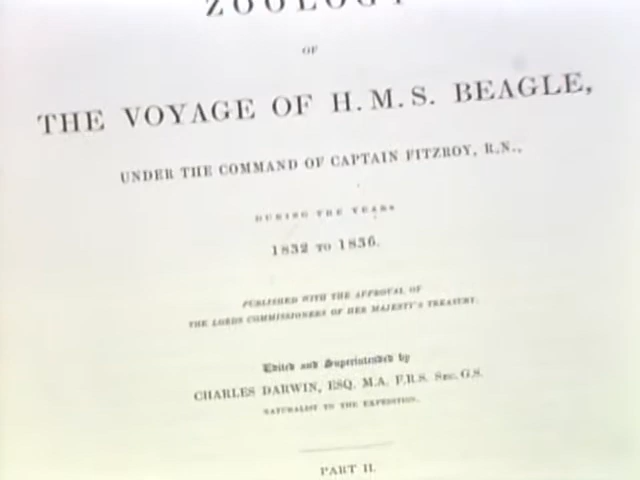 ZOOLOGY
OF
THE VOYAGE OF H.M.S. BEAGLE,
UNDER THE COMMAND OF CAPTAIN FITZROY, R.N.,
DURING THE YEARS
1832 TO 1836.
PUBLISHED WITH THE APPROVAL OF
THE LORDS COMMISSIONERS OF HER MAJESTY'S TREASURY.
Edited and Superintended by
CHARLES DARWIN, ESQ. M.A. F.R.S. SEC. G.S.
NATURALIST TO THE EXPEDITION.
PART II.